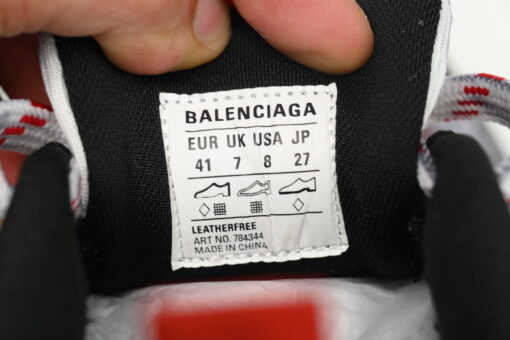 BALENCIAGA
EUR UK USA JP
41 7 8 27
LEATHERFREE
ART NO. 784344
MADE IN CHINA